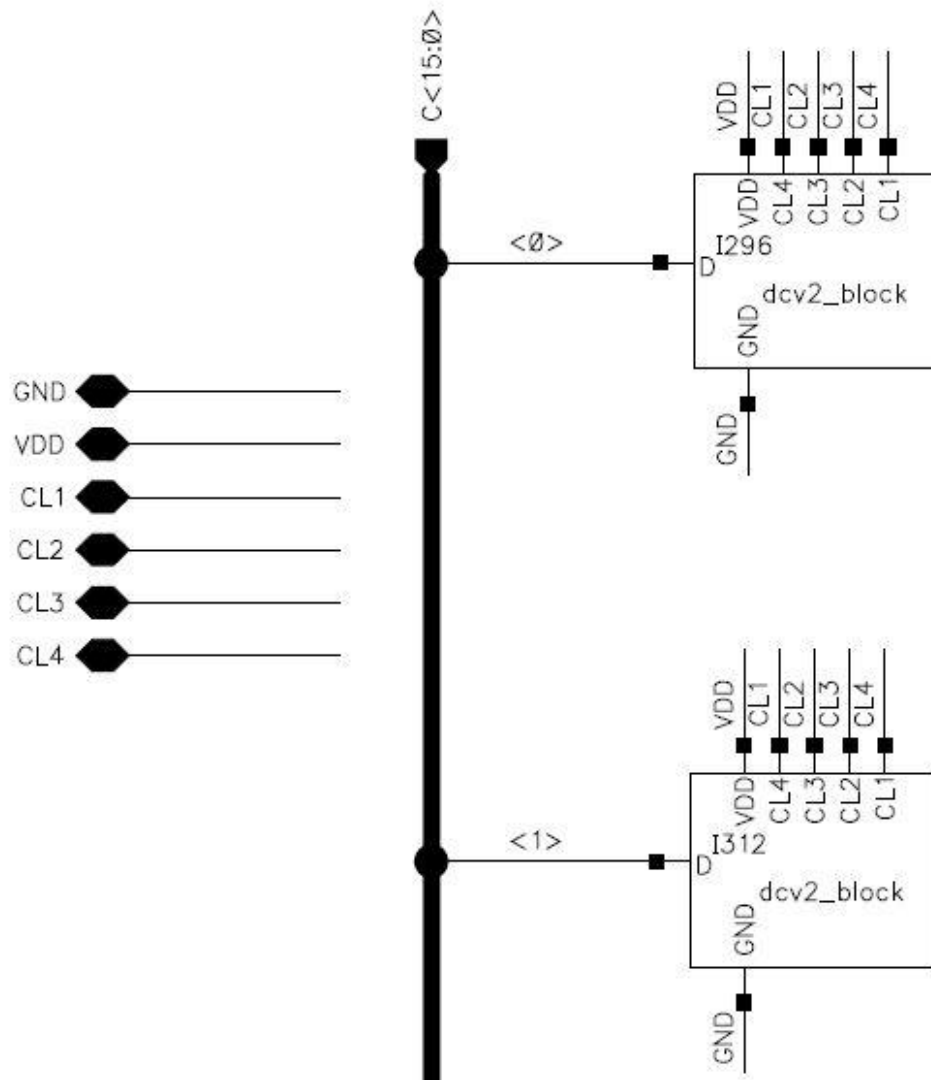 C<15:0>
VDD
CL1
CL2
CL3
CL4
VDD
CL4
CL3
CL2
CL1
<0>
I296
D
dcv2_block
GND
GND
GND
VDD
CL1
CL2
CL3
CL4
VDD
CL1
CL2
CL3
CL4
VDD
CL4
CL3
CL2
CL1
<1>
I312
D
dcv2_block
GND
GND